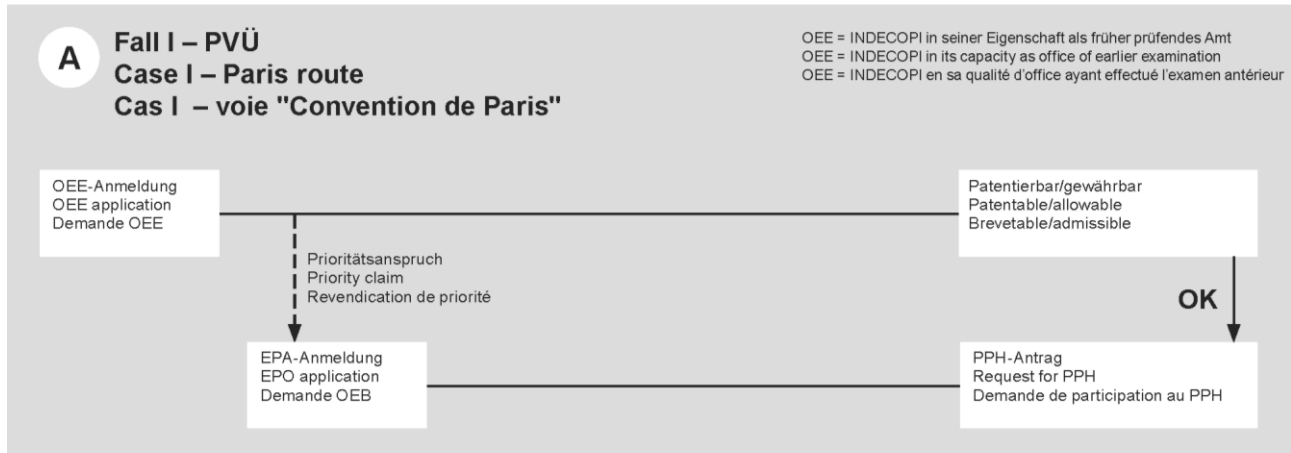 A
Fall I – PVÜ
Case I – Paris route
Cas I – voie "Convention de Paris"
OEE = INDECOPI in seiner Eigenschaft als früher prüfendes Amt
OEE = INDECOPI in its capacity as office of earlier examination
OEE = INDECOPI en sa qualité d'office ayant effectué l'examen antérieur
OEE-Anmeldung
OEE application
Demande OEE
Patentierbar/gewährbar
Patentable/allowable
Brevetable/admissible
Prioritätsanspruch
Priority claim
Revendication de priorité
OK
EPA-Anmeldung
EPO application
Demande OEB
PPH-Antrag
Request for PPH
Demande de participation au PPH